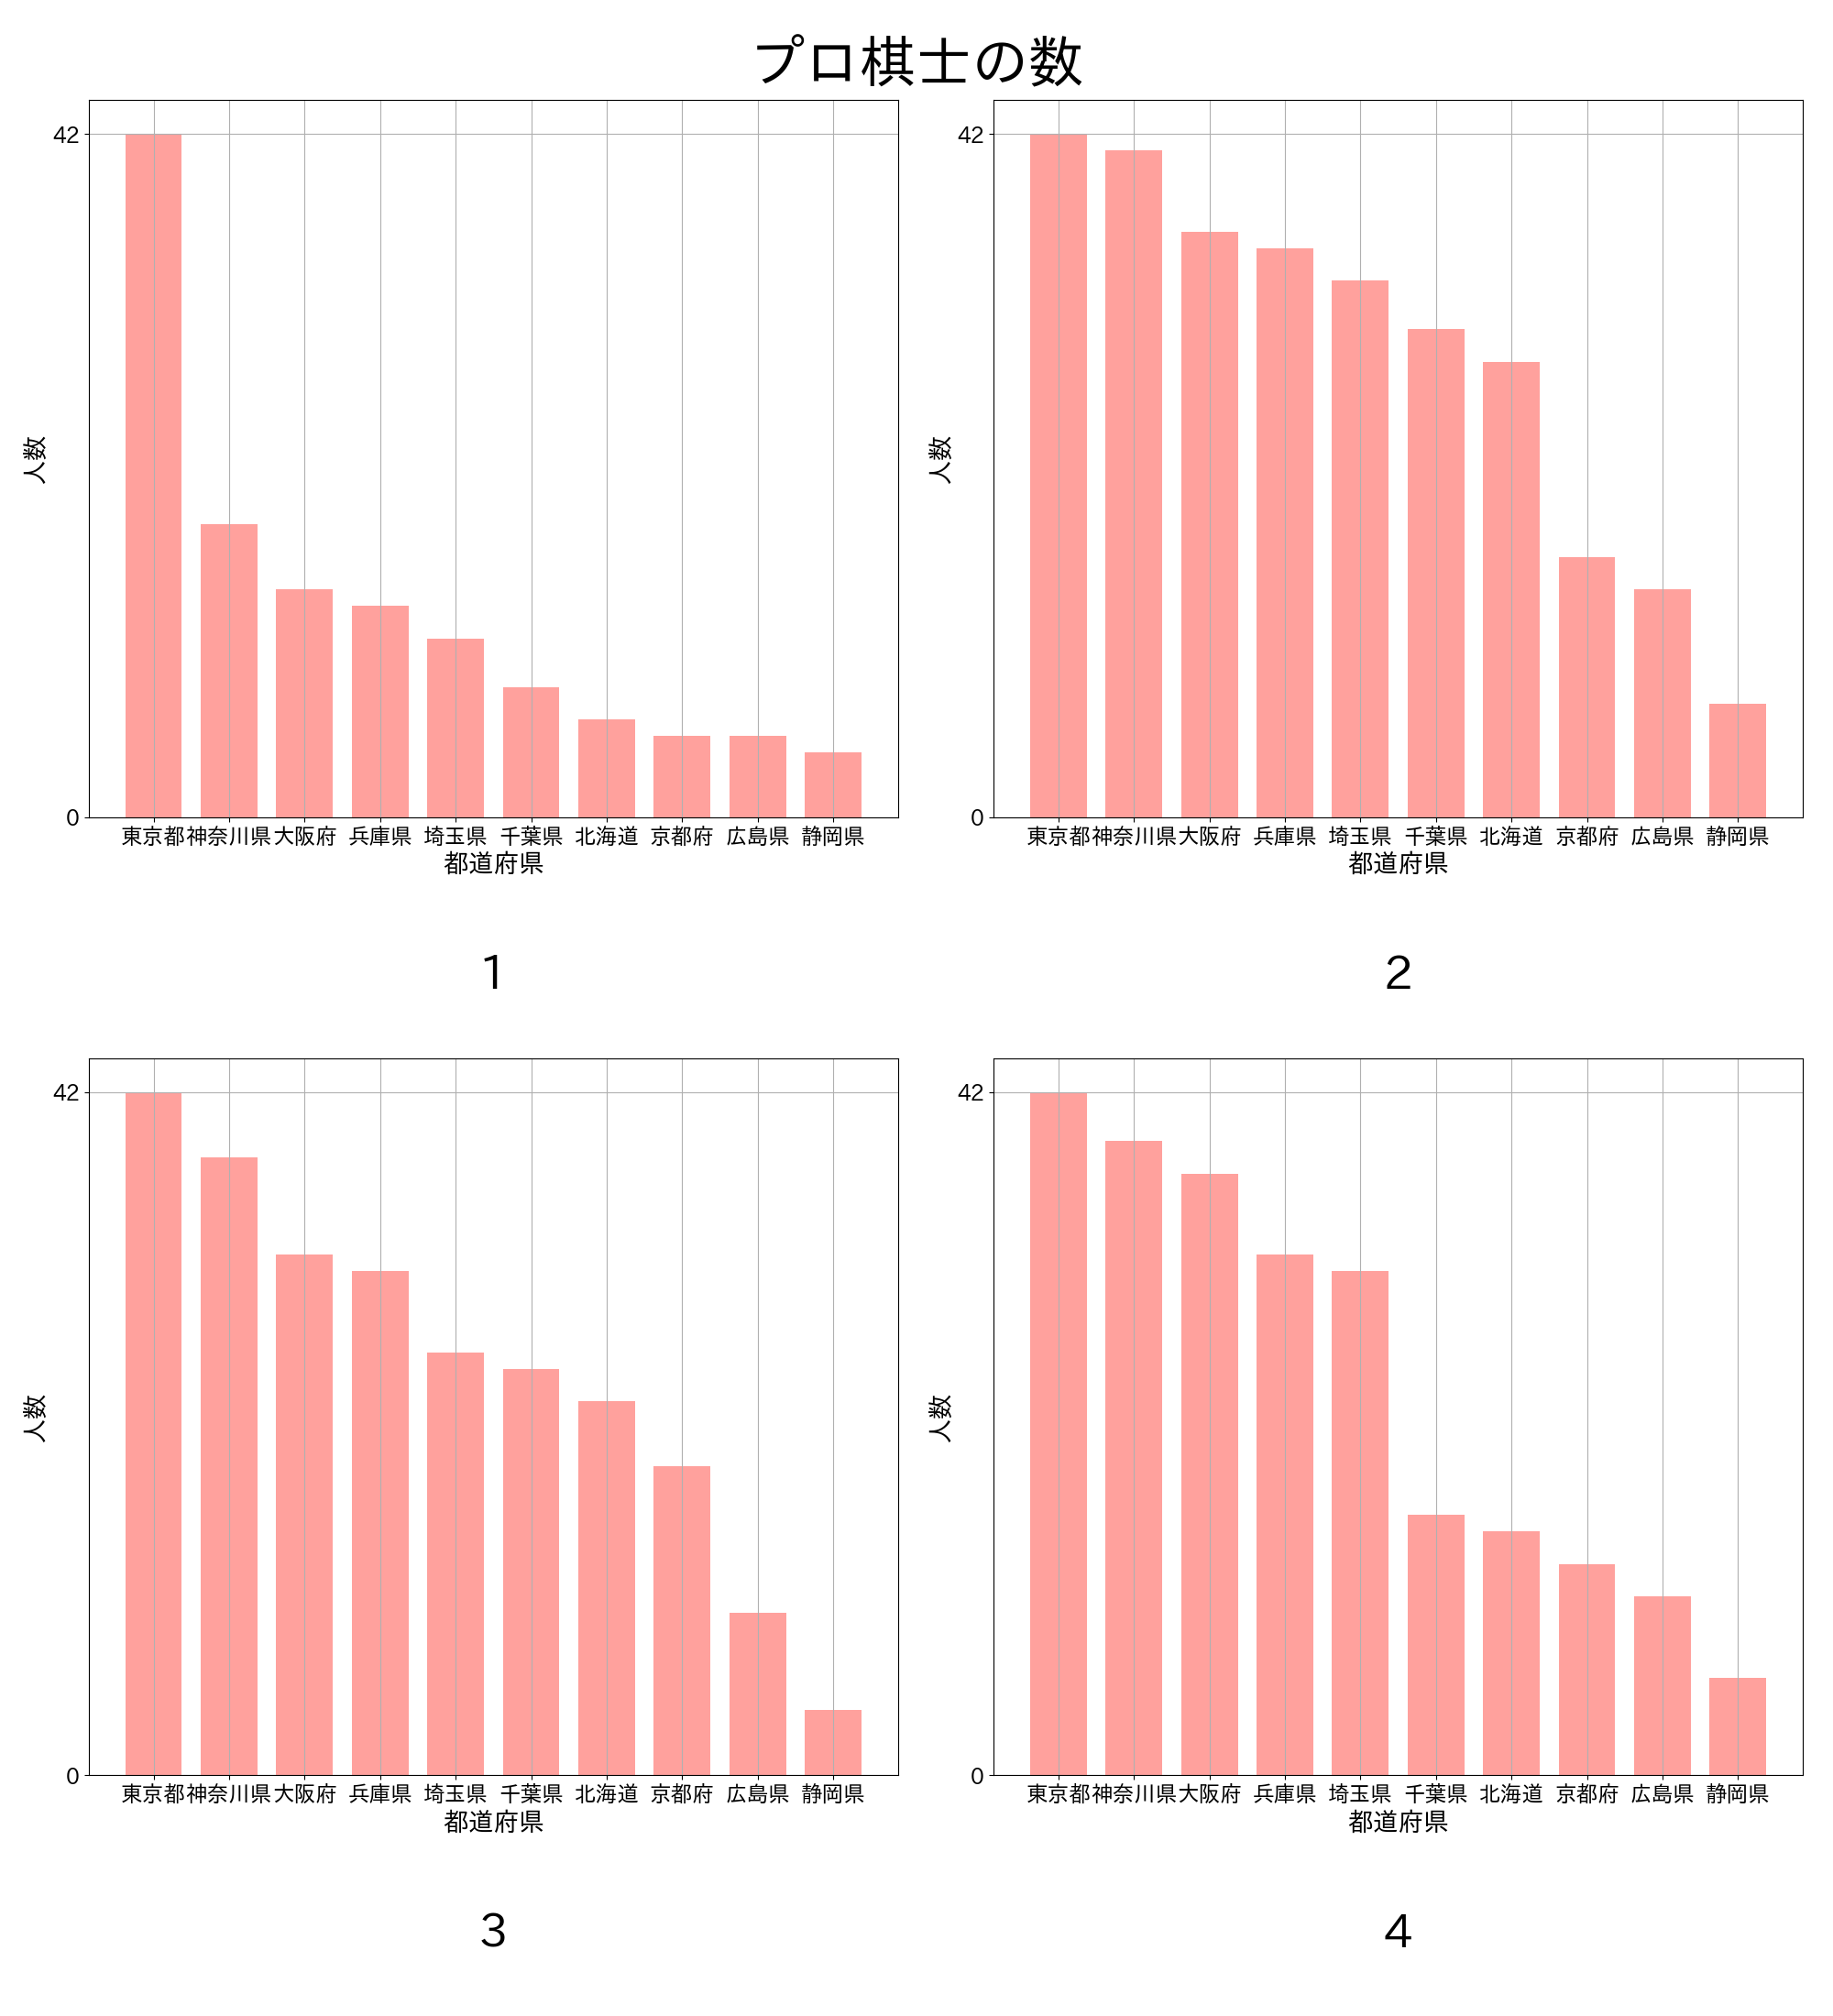 プロ棋士の数
42
0
人数
東京都 神奈川県 大阪府 兵庫県 埼玉県 千葉県 北海道 京都府 広島県 静岡県
都道府県
1
42
0
人数
東京都 神奈川県 大阪府 兵庫県 埼玉県 千葉県 北海道 京都府 広島県 静岡県
都道府県
2
42
0
人数
東京都 神奈川県 大阪府 兵庫県 埼玉県 千葉県 北海道 京都府 広島県 静岡県
都道府県
3
42
0
人数
東京都 神奈川県 大阪府 兵庫県 埼玉県 千葉県 北海道 京都府 広島県 静岡県
都道府県
4